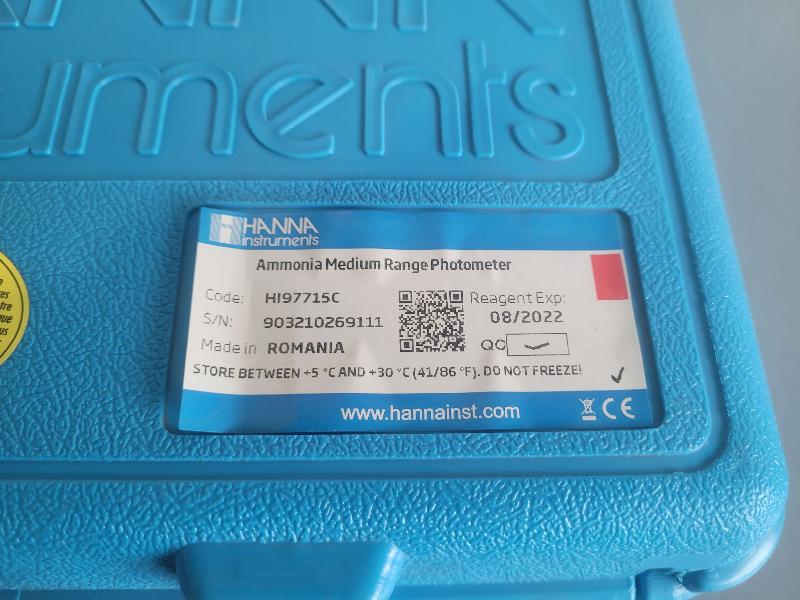 uments
HANNA
instruments
Ammonia Medium Range Photometer
Code: HI97715C
Reagent Exp:
S/N: 903210269111
08/2022
Made in ROMANIA
QC
STORE BETWEEN +5 °C AND +30 °C (41/86 °F). DO NOT FREEZE!
www.hannainst.com
CE